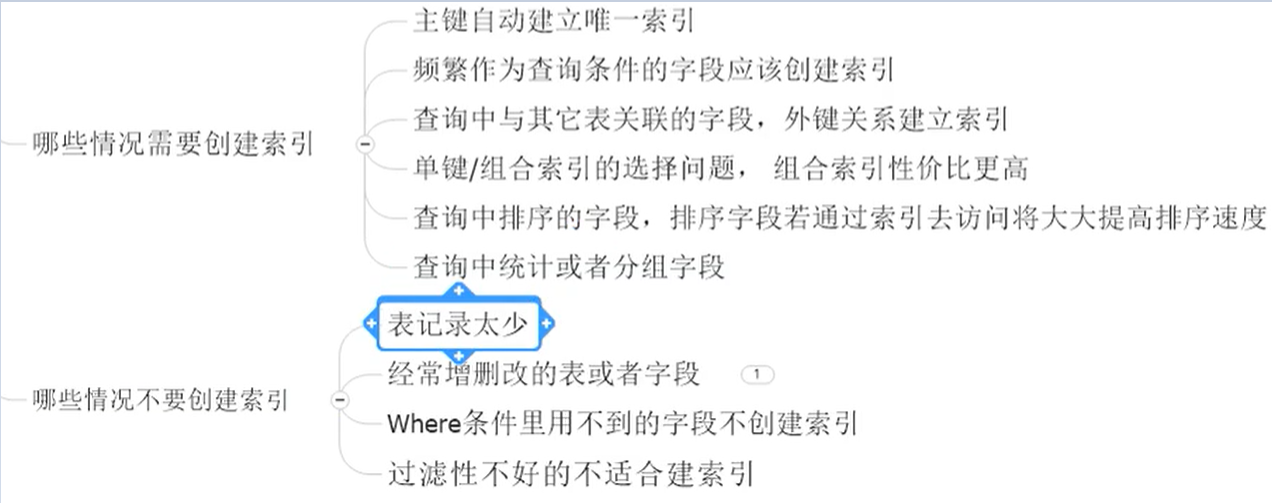 哪些情况需要创建索引
主键自动建立唯一索引
频繁作为查询条件的字段应该创建索引
查询中与其它表关联的字段，外键关系建立索引
单键/组合索引的选择问题， 组合索引性价比更高
查询中排序的字段，排序字段若通过索引去访问将大大提高排序速度
查询中统计或者分组字段
哪些情况不要创建索引
表记录太少
经常增删改的表或者字段 1
Where条件里用不到的字段不创建索引
过滤性不好的不适合建索引